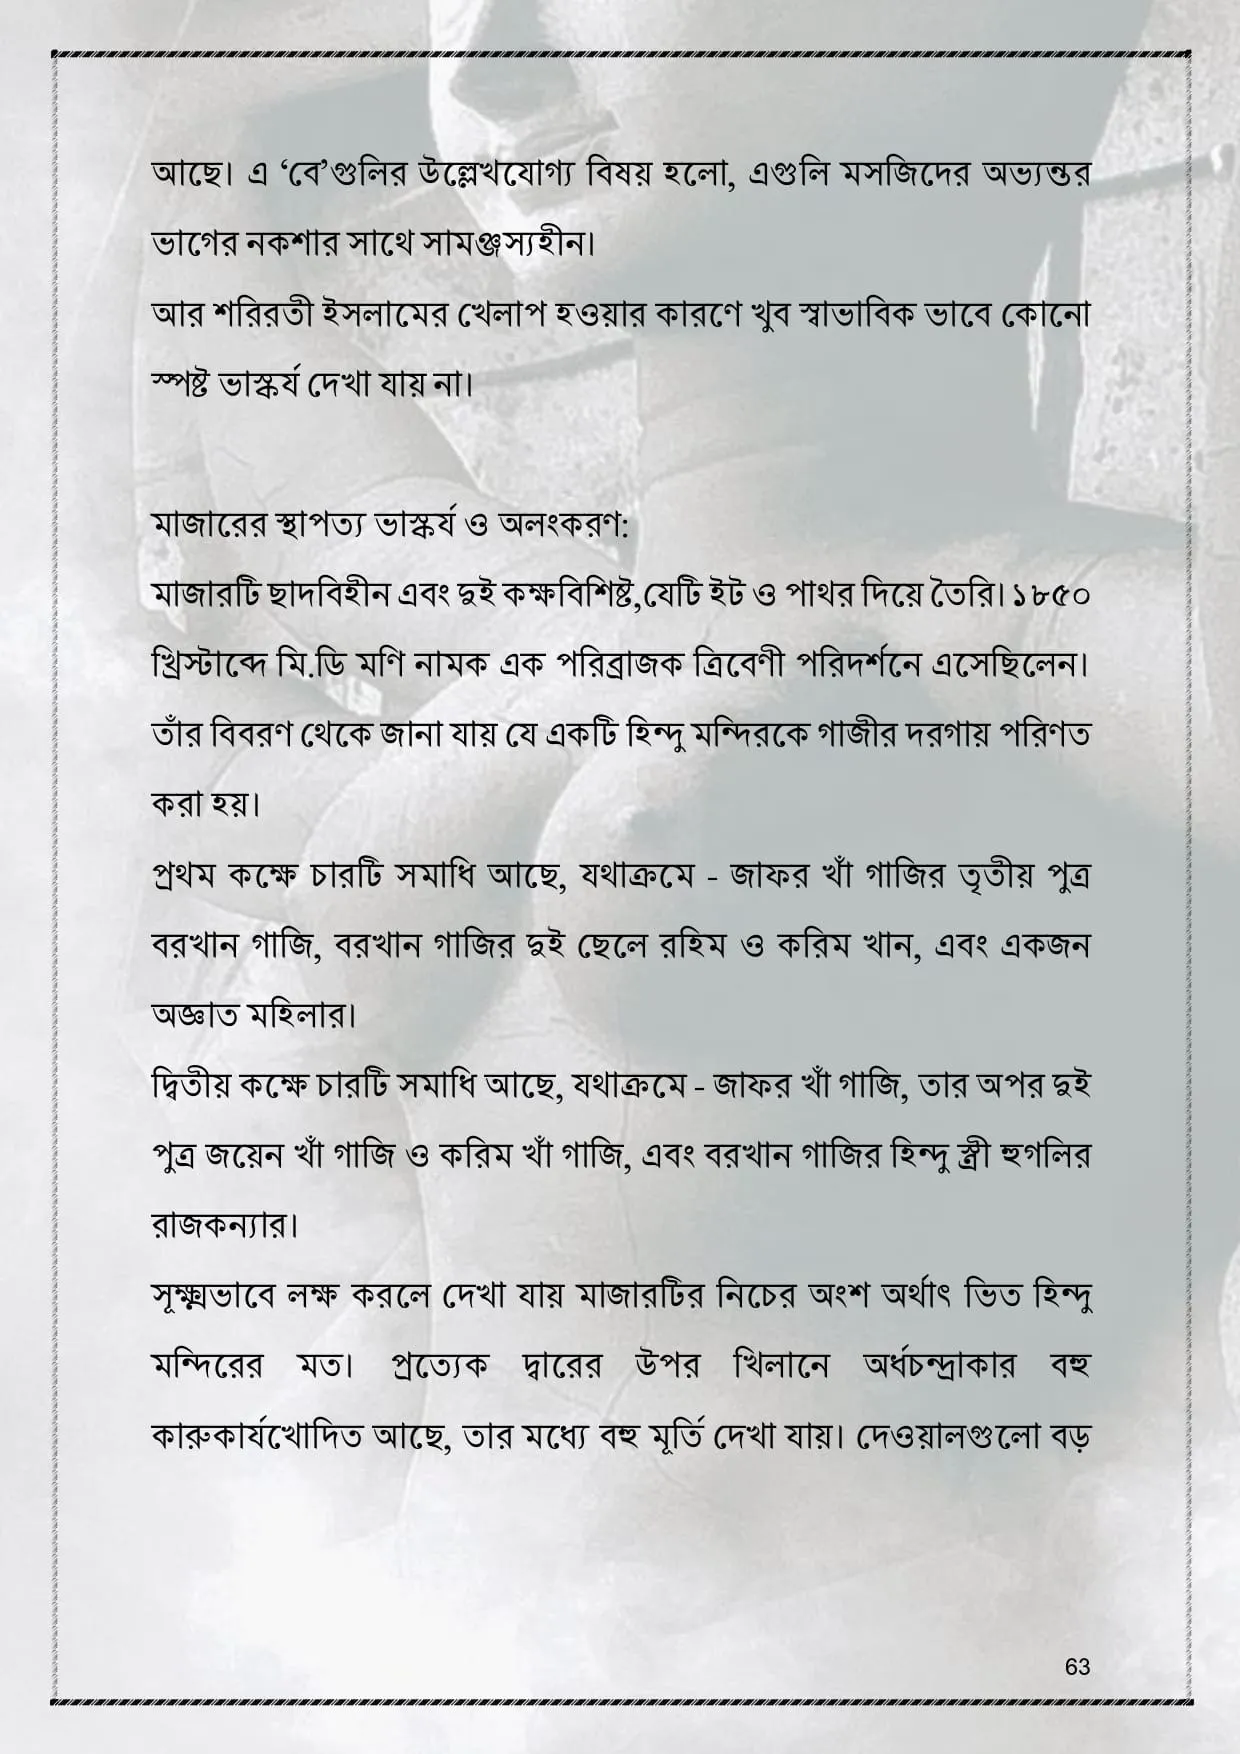 আছে। এ ‘বে’গুলির উল্লেখযোগ্য বিষয় হলো, এগুলি মসজিদের অভ্যন্তর
ভাগের নকশার সাথে সামঞ্জস্যহীন।
আর শরিরতী ইসলামের খেলাপ হওয়ার কারণে খুব স্বাভাবিক ভাবে কোনো
স্পষ্ট ভাস্কর্য দেখা যায় না।
মাজারের স্থাপত্য ভাস্কর্য ও অলংকরণ:
মাজারটি ছাদবিহীন এবং দুই কক্ষবিশিষ্ট,যেটি ইট ও পাথর দিয়ে তৈরি। ১৮৫০
খ্রিস্টাব্দে মি.ডি মণি নামক এক পরিব্রাজক ত্রিবেণী পরিদর্শনে এসেছিলেন।
তাঁর বিবরণ থেকে জানা যায় যে একটি হিন্দু মন্দিরকে গাজীর দরগায় পরিণত
করা হয়।
প্রথম কক্ষে চারটি সমাধি আছে, যথাক্রমে - জাফর খাঁ গাজির তৃতীয় পুত্র
বরখান গাজি, বরখান গাজির দুই ছেলে রহিম ও করিম খান, এবং একজন
অজ্ঞাত মহিলার।
দ্বিতীয় কক্ষে চারটি সমাধি আছে, যথাক্রমে - জাফর খাঁ গাজি, তার অপর দুই
পুত্র জয়েন খাঁ গাজি ও করিম খাঁ গাজি, এবং বরখান গাজির হিন্দু স্ত্রী হুগলির
রাজকন্যার।
সূক্ষ্মভাবে লক্ষ করলে দেখা যায় মাজারটির নিচের অংশ অর্থাৎ ভিত হিন্দু
মন্দিরের মত। প্রত্যেক দ্বারের উপর খিলানে অর্ধচন্দ্রাকার বহু
কারুকার্যখোদিত আছে, তার মধ্যে বহু মূর্তি দেখা যায়। দেওয়ালগুলো বড়
63